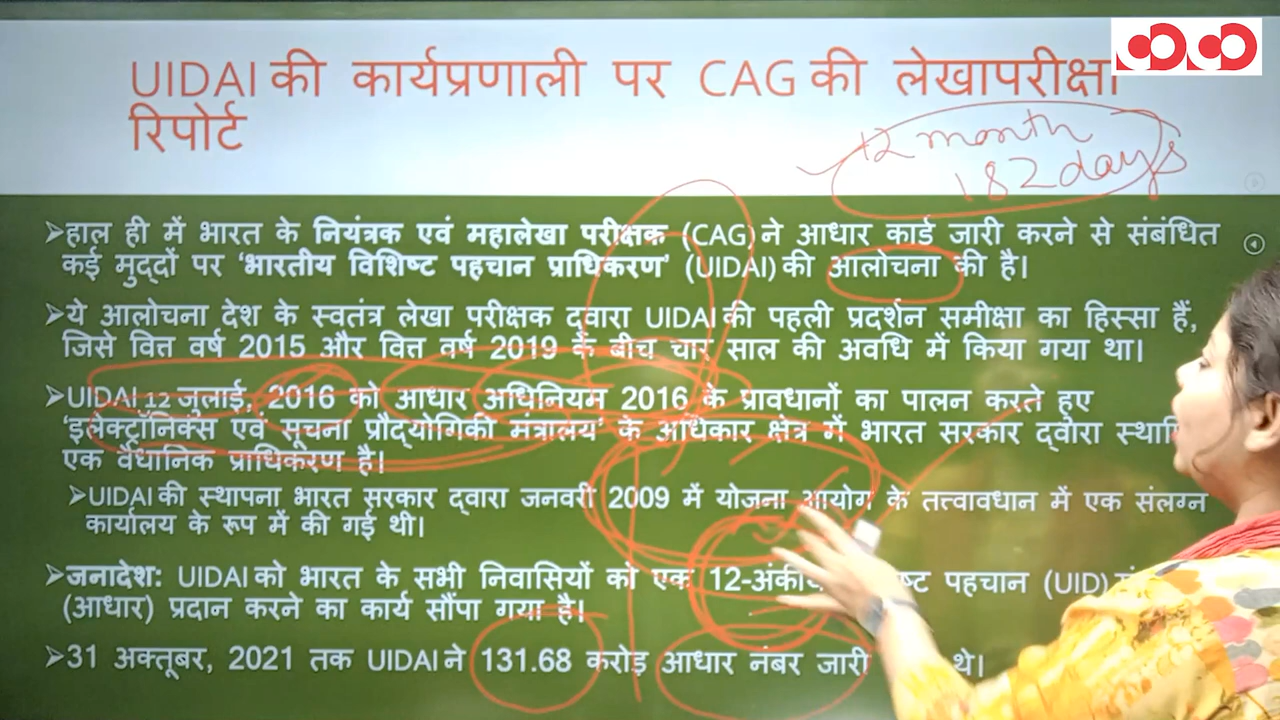 UIDAI की कार्यप्रणाली पर CAG की लेखापरीक्षा
रिपोर्ट
12 month
182 days
➢हाल ही में भारत के नियंत्रक एवं महालेखा परीक्षक (CAG) ने आधार कार्ड जारी करने से संबंधित
कई मुद्दों पर ‘भारतीय विशिष्ट पहचान प्राधिकरण’ (UIDAI) की आलोचना की है।
➢ये आलोचना देश के स्वतंत्र लेखा परीक्षक द्वारा UIDAI की पहली प्रदर्शन समीक्षा का हिस्सा हैं,
जिसे वित्त वर्ष 2015 और वित्त वर्ष 2019 के बीच चार साल की अवधि में किया गया था।
➢UIDAI 12 जुलाई, 2016 को आधार अधिनियम 2016 के प्रावधानों का पालन करते हुए
‘इलेक्ट्रॉनिक्स एवं सूचना प्रौद्योगिकी मंत्रालय’ के अधिकार क्षेत्र में भारत सरकार द्वारा
एक वैधानिक प्राधिकरण है।
➢UIDAI की स्थापना भारत सरकार द्वारा जनवरी 2009 में योजना आयोग के तत्त्वावधान में एक संलग्न
कार्यालय के रूप में की गई थी।
➢जनादेश: UIDAI को भारत के सभी निवासियों को एक 12-अंकीय पहचान (UID)
(आधार) प्रदान करने का कार्य सौंपा गया है।
➢31 अक्तूबर, 2021 तक UIDAI ने 131.68 करोड़ आधार नंबर जारी थे।